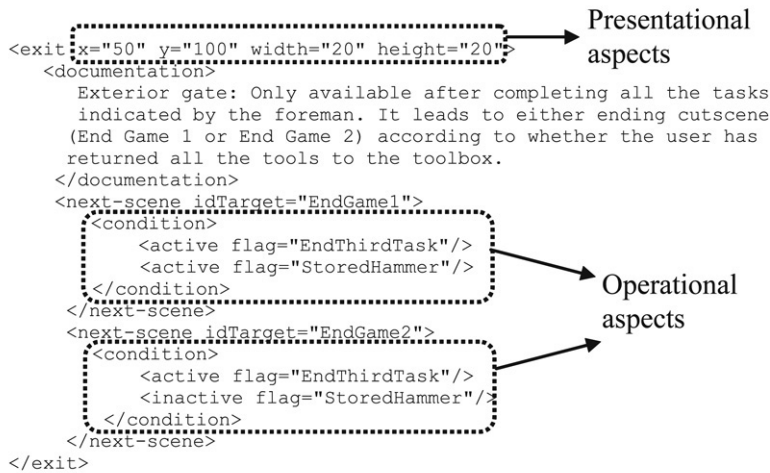 Presentational
aspects
<exit x="50" y="100" width="20" height="20">
<documentation>
Exterior gate: Only available after completing all the tasks
indicated by the foreman. It leads to either ending cutscene
(End Game 1 or End Game 2) according to whether the user has
returned all the tools to the toolbox.
</documentation>
<next-scene idTarget="EndGame1">
<condition>
<active flag="EndThirdTask"/>
<active flag="StoredHammer"/>
</condition>
</next-scene>
Operational
aspects
<next-scene idTarget="EndGame2">
<condition>
<active flag="EndThirdTask"/>
<inactive flag="StoredHammer"/>
</condition>
</next-scene>
</exit>